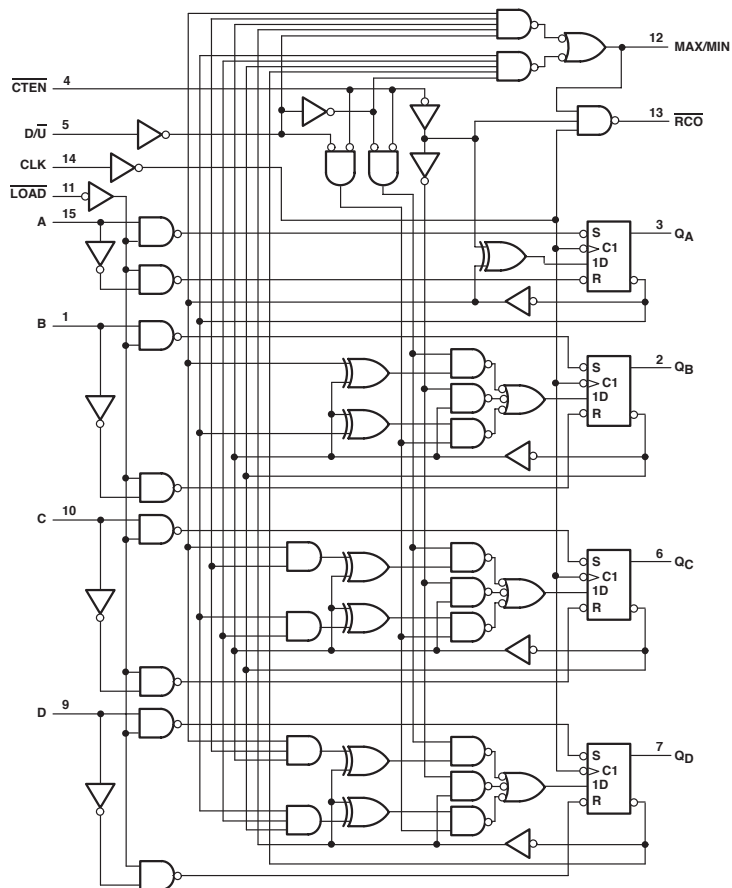 12
MAX/MIN
CTEN 4
13
RCO
D/U 5
CLK 14
LOAD 11
A 15
S
C1
1D
R
3
QA
B 1
S
C1
1D
R
2
QB
C 10
S
C1
1D
R
6
QC
D 9
S
C1
1D
R
7
QD